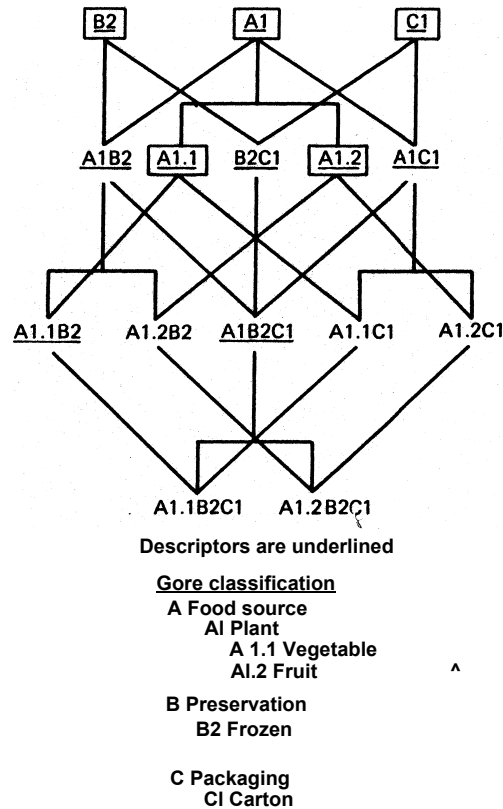 B2 A1 C1
A1B2 A1.1 B2C1 A1.2 A1C1
A1.1B2 A1.2B2 A1B2C1 A1.1C1 A1.2C1
A1.1B2C1 A1.2B2C1
Descriptors are underlined
Gore classification
A Food source
Al Plant
A 1.1 Vegetable
Al.2 Fruit ^
B Preservation
B2 Frozen
C Packaging
Cl Carton